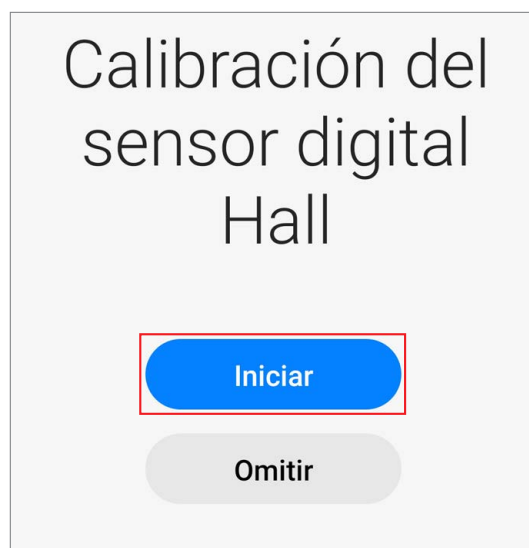 Calibración del
sensor digital
Hall
Iniciar
Omitir